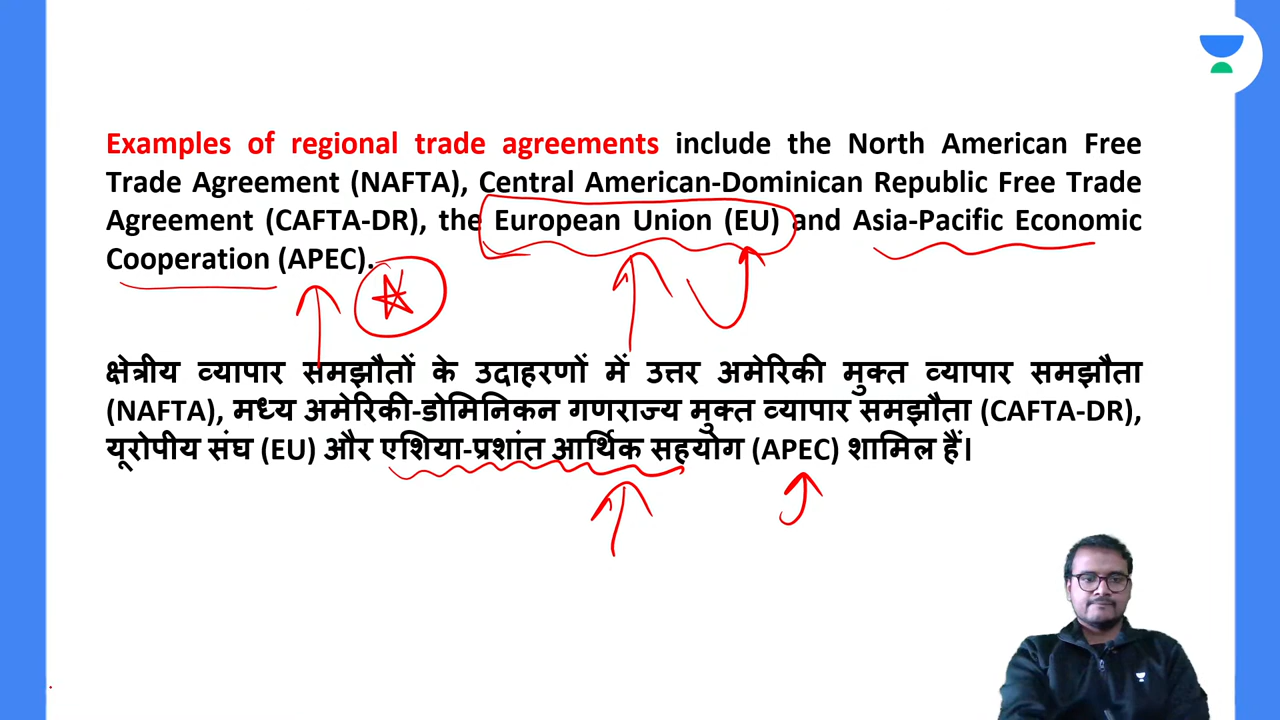 Examples of regional trade agreements include the North American Free
Trade Agreement (NAFTA), Central American-Dominican Republic Free Trade
Agreement (CAFTA-DR), the European Union (EU) and Asia-Pacific Economic
Cooperation (APEC).
क्षेत्रीय व्यापार समझौतों के उदाहरणों में उत्तर अमेरिकी मुक्त व्यापार समझौता
(NAFTA), मध्य अमेरिकी-डोमिनिकन गणराज्य मुक्त व्यापार समझौता (CAFTA-DR),
यूरोपीय संघ (EU) और एशिया-प्रशांत आर्थिक सहयोग (APEC) शामिल हैं।